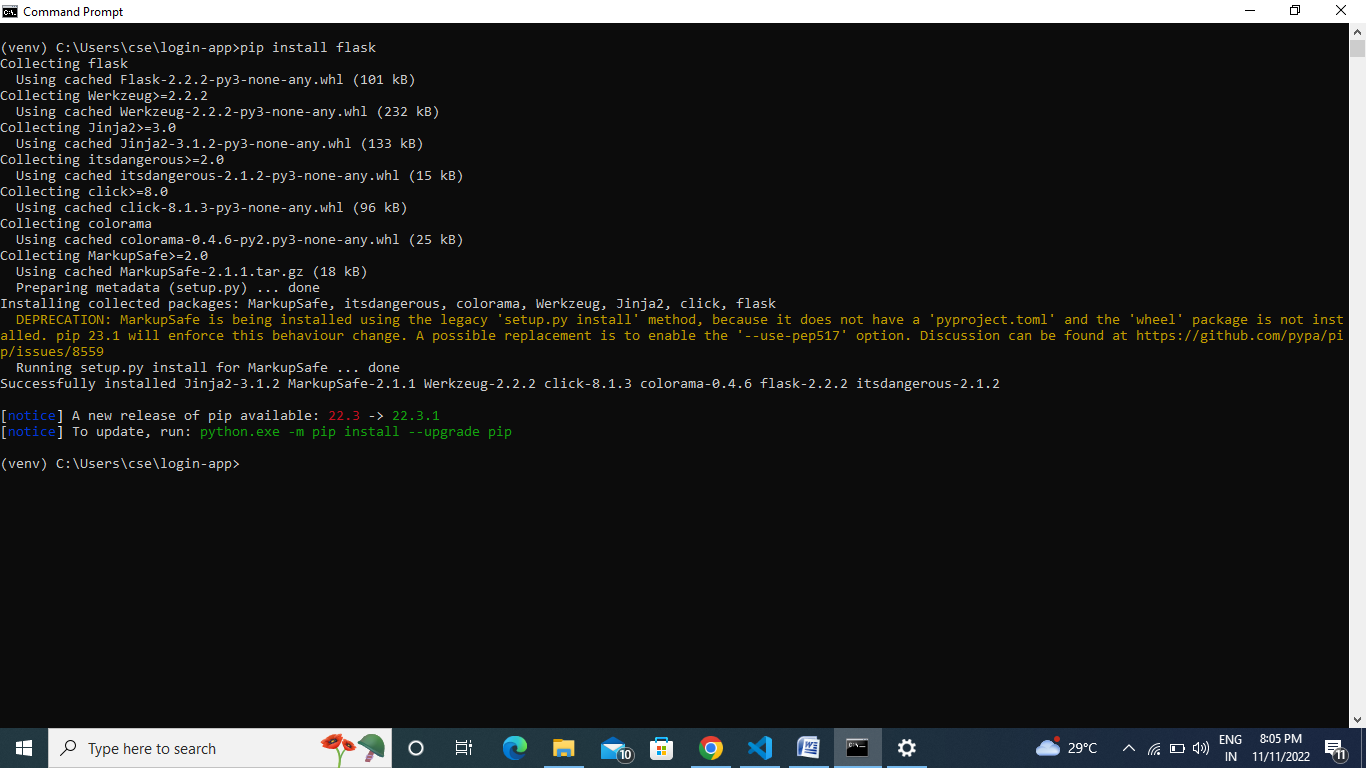 Command Prompt
(venv) C:\Users\cse\login-app>pip install flask
Collecting flask
  Using cached Flask-2.2.2-py3-none-any.whl (101 kB)
Collecting Werkzeug>=2.2.2
  Using cached Werkzeug-2.2.2-py3-none-any.whl (232 kB)
Collecting Jinja2>=3.0
  Using cached Jinja2-3.1.2-py3-none-any.whl (133 kB)
Collecting itsdangerous>=2.0
  Using cached itsdangerous-2.1.2-py3-none-any.whl (15 kB)
Collecting click>=8.0
  Using cached click-8.1.3-py3-none-any.whl (96 kB)
Collecting colorama
  Using cached colorama-0.4.6-py2.py3-none-any.whl (25 kB)
Collecting MarkupSafe>=2.0
  Using cached MarkupSafe-2.1.1.tar.gz (18 kB)
  Preparing metadata (setup.py) ... done
Installing collected packages: MarkupSafe, itsdangerous, colorama, Werkzeug, Jinja2, click, flask
  DEPRECATION: MarkupSafe is being installed using the legacy 'setup.py install' method, because it does not have a 'pyproject.toml' and the 'wheel' package is not inst
alled. pip 23.1 will enforce this behaviour change. A possible replacement is to enable the '--use-pep517' option. Discussion can be found at https://github.com/pypa/pi
p/issues/8559
  Running setup.py install for MarkupSafe ... done
Successfully installed Jinja2-3.1.2 MarkupSafe-2.1.1 Werkzeug-2.2.2 click-8.1.3 colorama-0.4.6 flask-2.2.2 itsdangerous-2.1.2
[notice] A new release of pip available: 22.3 -> 22.3.1
[notice] To update, run: python.exe -m pip install --upgrade pip
(venv) C:\Users\cse\login-app>
Type here to search
10
29°C
ENG
IN
8:05 PM
11/11/2022
11